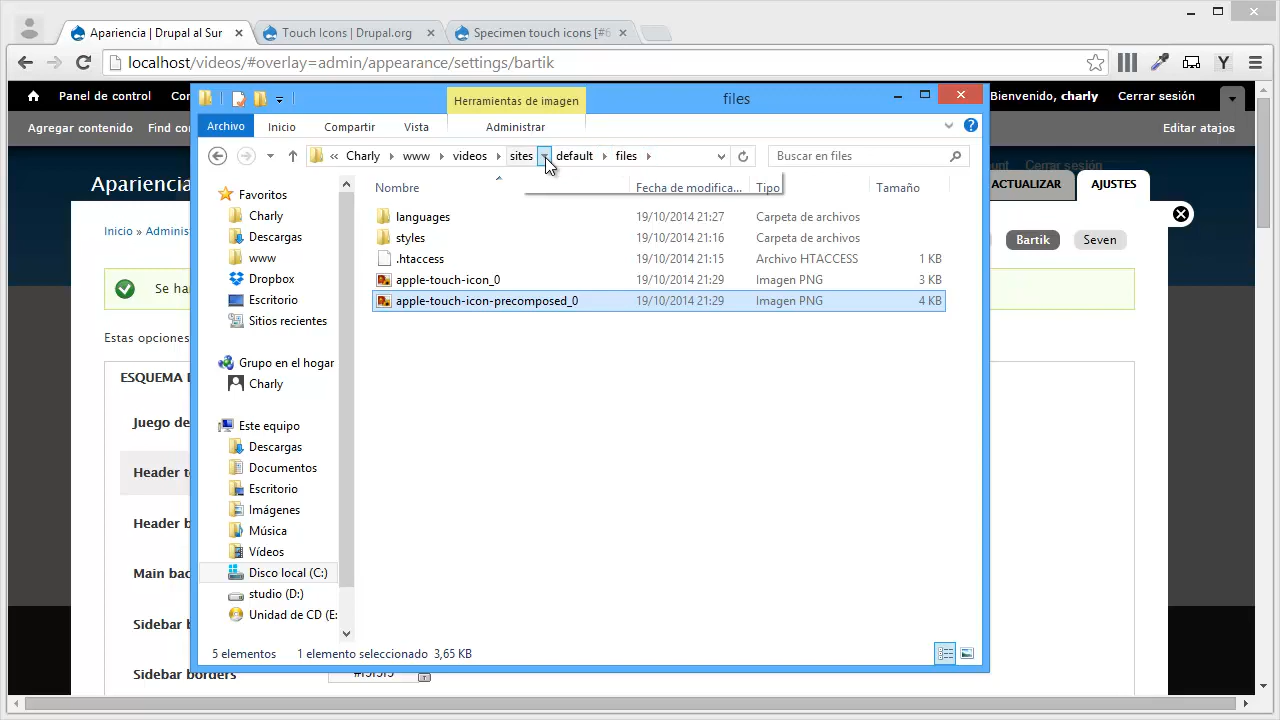 Apariencia | Drupal al Sur
Touch Icons | Drupal.org
Specimen touch icons [#6
localhost/videos/#overlay=admin/appearance/settings/bartik
Panel de control
Bienvenido, charly
Cerrar sesión
Agregar contenido
Editar atajos
Herramientas de imagen
files
Archivo
Inicio
Compartir
Vista
Administrar
Charly
www
videos
sites
default
files
Buscar en files
Cerrar sesión
Apariencia
ACTUALIZAR
AJUSTES
Inicio » Adminis
Bartik
Seven
Favoritos
Charly
Descargas
www
Dropbox
Escritorio
Sitios recientes
Grupo en el hogar
Charly
Este equipo
Descargas
Documentos
Escritorio
Imágenes
Música
Vídeos
Disco local (C:)
studio (D:)
Unidad de CD (E:
Nombre
Fecha de modifica...
Tipo
Tamaño
languages 19/10/2014 21:27 Carpeta de archivos
styles 19/10/2014 21:16 Carpeta de archivos
.htaccess 19/10/2014 21:15 Archivo HTACCESS 1 KB
apple-touch-icon_0 19/10/2014 21:29 Imagen PNG 3 KB
apple-touch-icon-precomposed_0 19/10/2014 21:29 Imagen PNG 4 KB
5 elementos
1 elemento seleccionado 3,65 KB
Se ha
Estas opciones
ESQUEMA D
Juego de
Header t
Header b
Main bac
Sidebar b
Sidebar borders